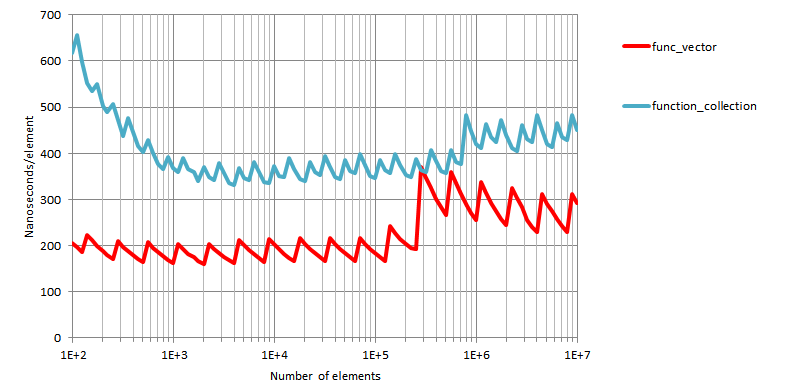 700
600
500
400
300
200
100
0
Nanoseconds/element
1E+2 1E+3 1E+4 1E+5 1E+6 1E+7
Number of elements
func_vector
function_collection